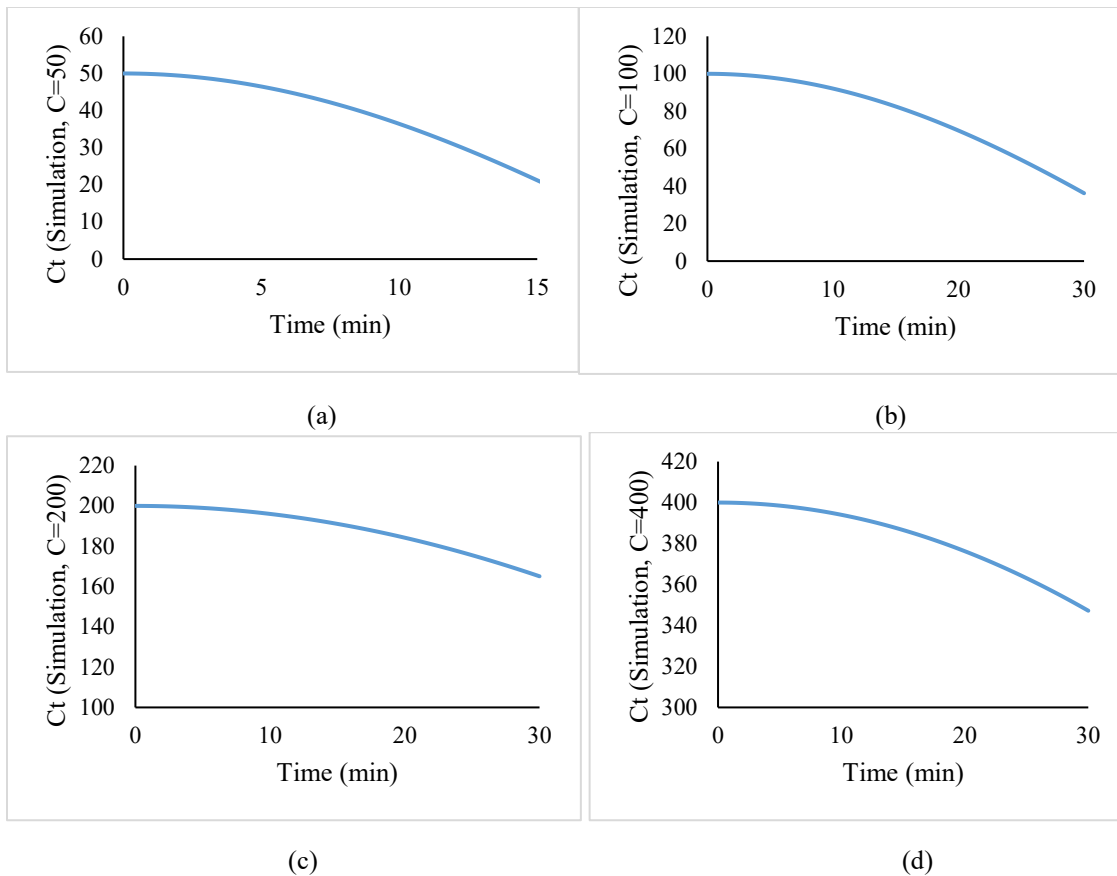 Ct (Simulation, C=50)
60
50
40
30
20
10
0
0 5 10 15
Time (min)
(a)
Ct (Simulation, C=100)
120
100
80
60
40
20
0
0 10 20 30
Time (min)
(b)
Ct (Simulation, C=200)
220
200
180
160
140
120
100
0 10 20 30
Time (min)
(c)
Ct (Simulation, C=400)
420
400
380
360
340
320
300
0 10 20 30
Time (min)
(d)